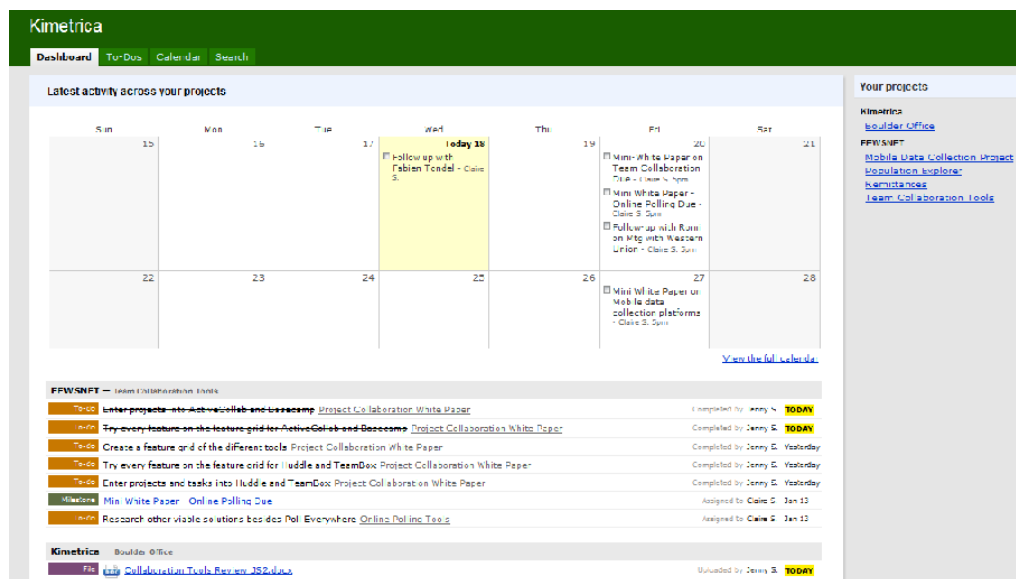 Kimetrica
Dashboard To-Dos Calendar Search
Latest activity across your projects
Sun Mon Tue Wed Thu Fri Sat
15 16 17 Today 18 19 20 21
Follow up with
Fabien Tondel - Claire
S.
Mini-White Paper on
Team Collaboration
Due - Claire S. 5pm
Mini White Paper -
Online Polling Due -
Claire S. 5pm
Follow-up with Romi
on Mtg with Western
Union - Claire S. 5pm
22 23 24 25 26 27 28
Mini White Paper on
Mobile data
collection platforms
- Claire S. 5pm
View the full calendar
FEWSNET — Team Collaboration Tools
To-do Enter projects into ActiveCollab and Basecamp Project Collaboration White Paper Completed by Jenny S. TODAY
To-do Try every feature on the feature grid for ActiveCollab and Basecamp Project Collaboration White Paper Completed by Jenny S. TODAY
To-do Create a feature grid of the different tools Project Collaboration White Paper Completed by Jenny S. Yesterday
To-do Try every feature on the feature grid for Huddle and TeamBox Project Collaboration White Paper Completed by Jenny S. Yesterday
To-do Enter projects and tasks into Huddle and TeamBox Project Collaboration White Paper Completed by Jenny S. Yesterday
Milestone Mini White Paper - Online Polling Due Assigned to Claire S. Jan 13
To-do Research other viable solutions besides Poll Everywhere Online Polling Tools Assigned to Claire S. Jan 13
Kimetrica Boulder Office
File Collaboration Tools Review JS2.docx Uploaded by Jenny S. TODAY
Your projects
Kimetrica
Boulder Office
FEWSNET
Mobile Data Collection Project
Population Explorer
Remittances
Team Collaboration Tools